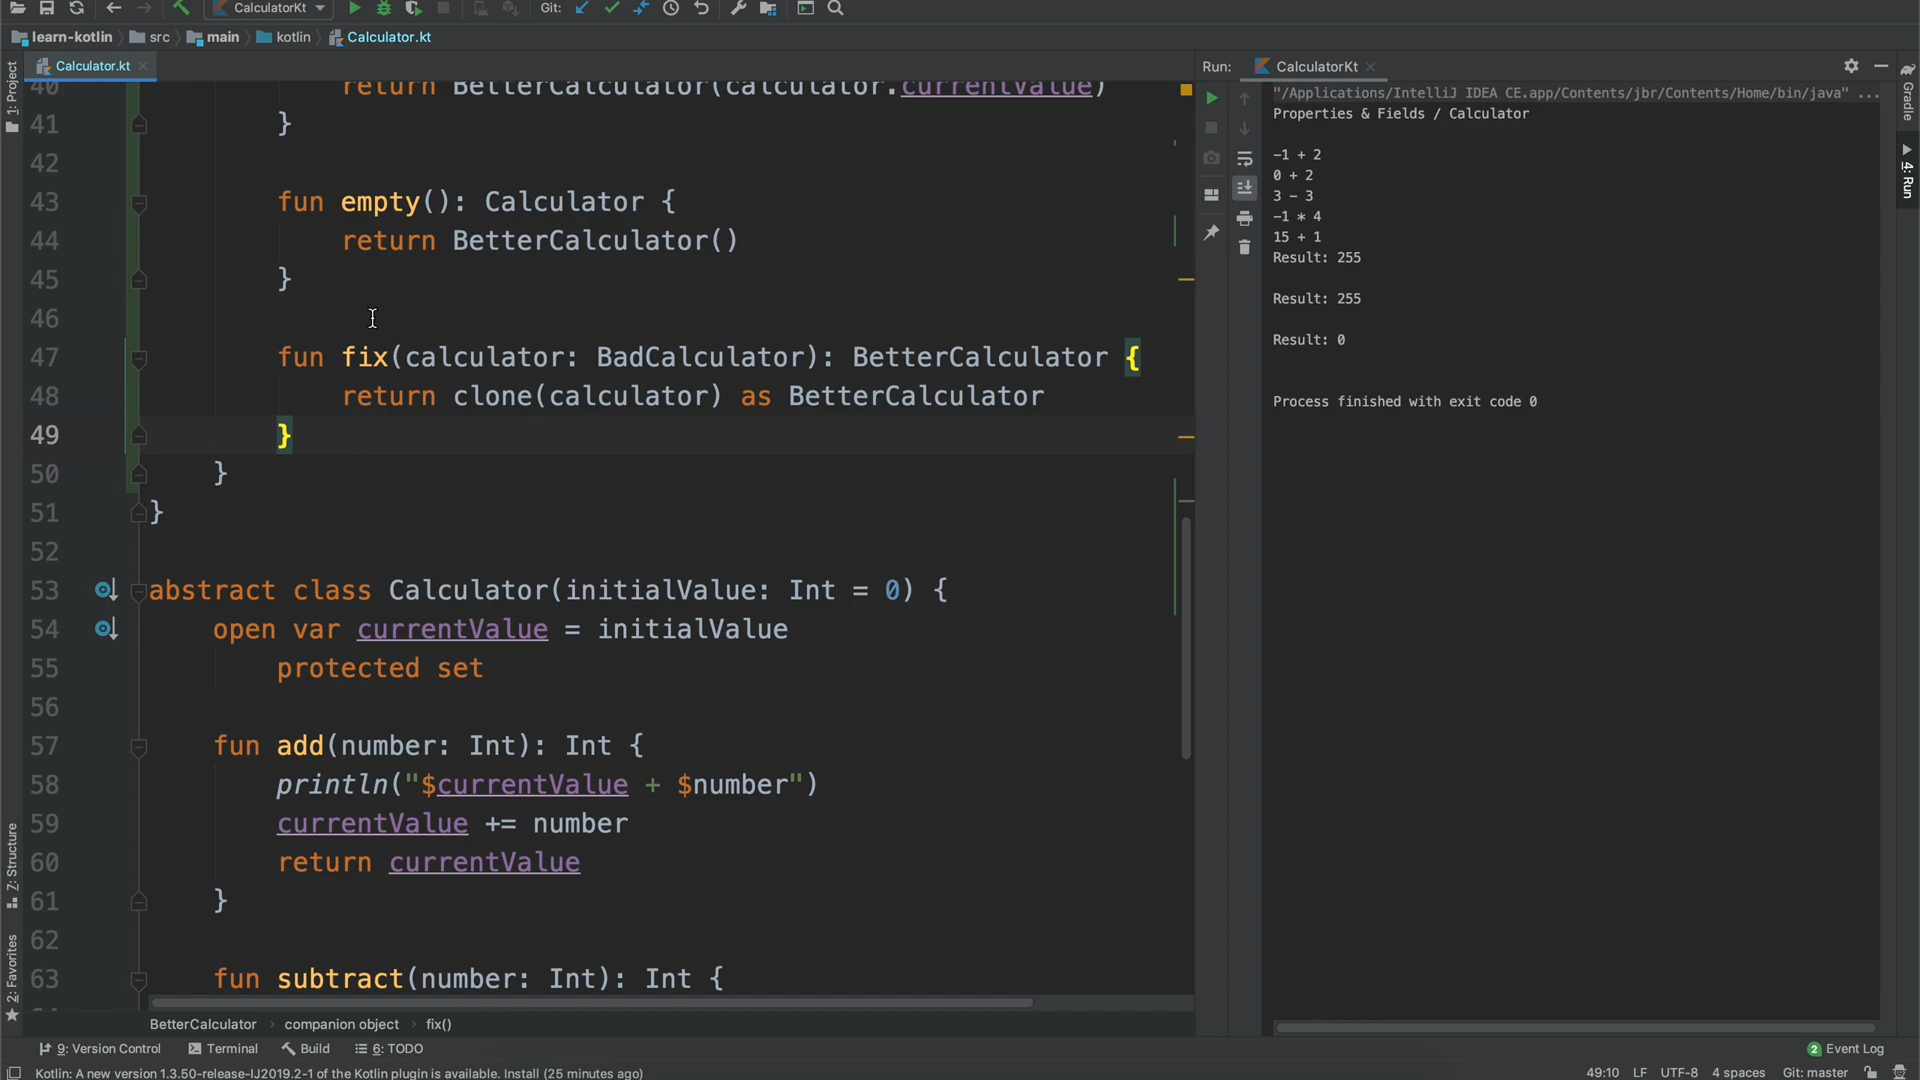 CalculatorKt Git:
learn-kotlin src main kotlin Calculator.kt
1: Project
Calculator.kt
40 return BetterCalculator(calculator.currentValue)
41 }
42
43 fun empty(): Calculator {
44 return BetterCalculator()
45 }
46
47 fun fix(calculator: BadCalculator): BetterCalculator {
48 return clone(calculator) as BetterCalculator
49 }
50 }
51 }
52
53 abstract class Calculator(initialValue: Int = 0) {
54 open var currentValue = initialValue
55 protected set
56
57 fun add(number: Int): Int {
58 println("$currentValue + $number")
59 currentValue += number
60 return currentValue
61 }
62
63 fun subtract(number: Int): Int {
BetterCalculator companion object fix()
Z: Structure
2: Favorites
Run: CalculatorKt
"/Applications/IntelliJ IDEA CE.app/Contents/jbr/Contents/Home/bin/java" ...
Properties & Fields / Calculator
-1 + 2
0 + 2
3 - 3
-1 * 4
15 + 1
Result: 255
Result: 255
Result: 0
Process finished with exit code 0
Gradle
4: Run
9: Version Control Terminal Build 6: TODO 2 Event Log
Kotlin: A new version 1.3.50-release-IJ2019.2-1 of the Kotlin plugin is available. Install (25 minutes ago) 49:10 LF UTF-8 4 spaces Git: master